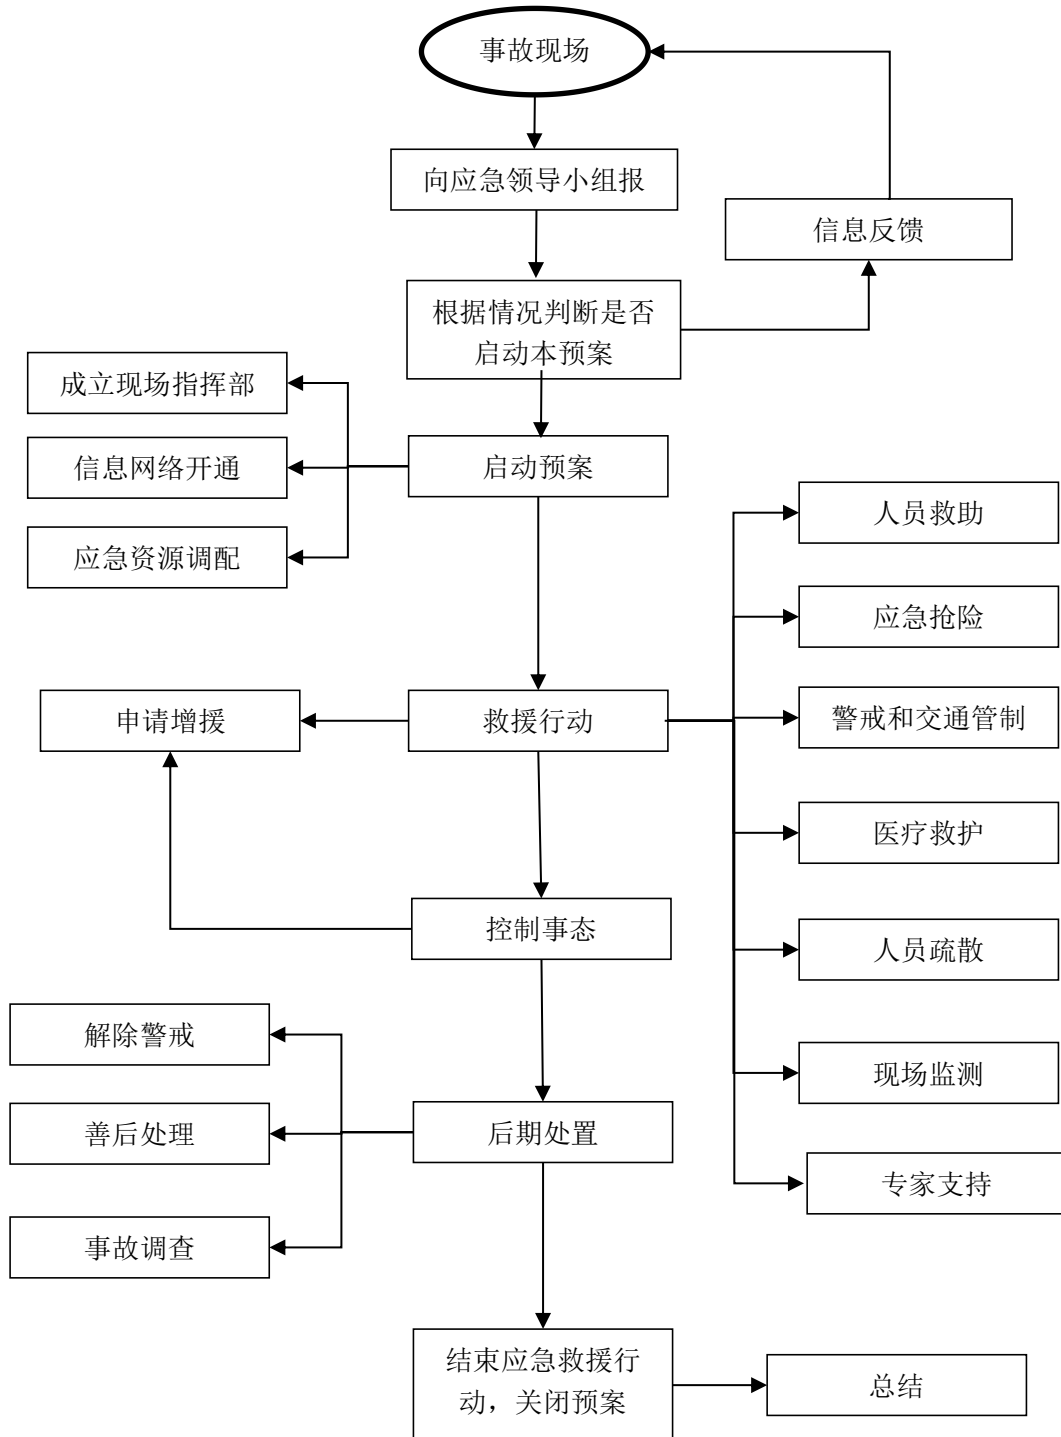 事故现场
向应急领导小组报
信息反馈
根据情况判断是否
启动本预案
成立现场指挥部
信息网络开通
应急资源调配
启动预案
人员救助
应急抢险
警戒和交通管制
医疗救护
人员疏散
现场监测
专家支持
申请增援
救援行动
控制事态
解除警戒
善后处理
事故调查
后期处置
结束应急救援行
动，关闭预案
总结